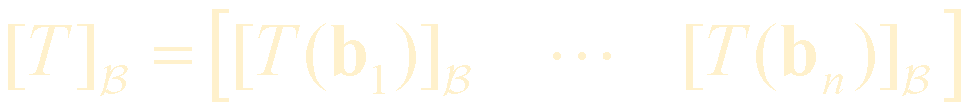 [T]_ℬ = [[T(𝐛₁)]_ℬ ⋯ [T(𝐛ₙ)]_ℬ]